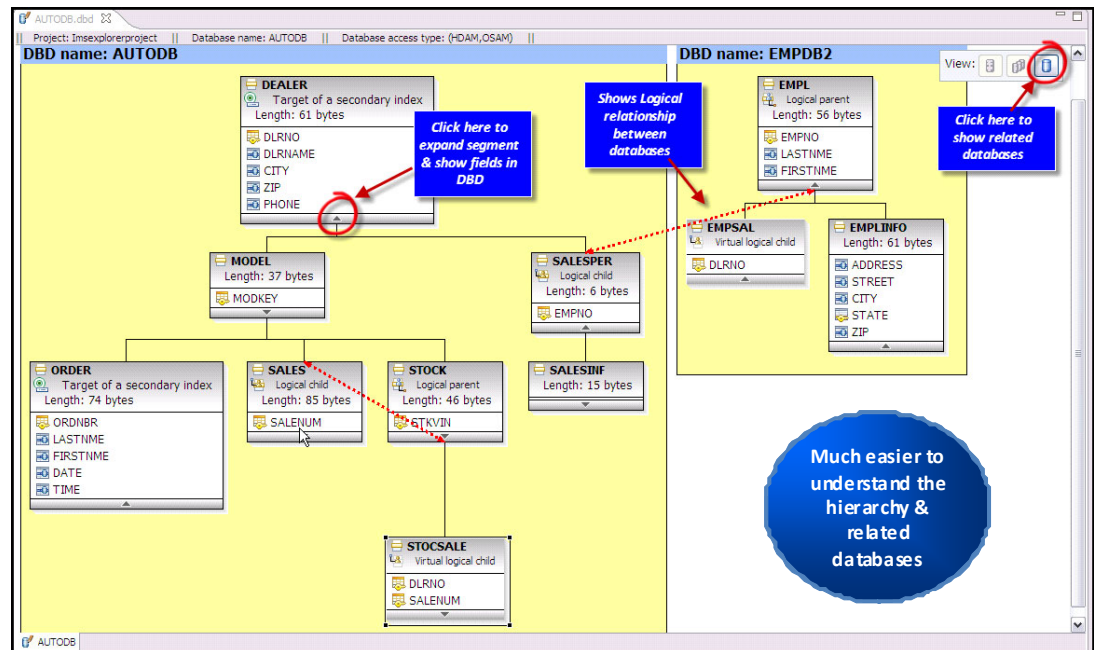 AUTODB.dbd
|| Project: Imsexplorerproject || Database name: AUTODB || Database access type: (HDAM,OSAM) ||
DBD name: AUTODB
DEALER
Target of a secondary index
Length: 61 bytes
DLRNO
DLRNAME
CITY
ZIP
PHONE
Click here to
expand segment
& show fields in
DBD
Shows Logical
relationship
between
databases
MODEL
Length: 37 bytes
MODKEY
SALESPER
Logical child
Length: 6 bytes
EMPNO
ORDER
Target of a secondary index
Length: 74 bytes
ORDNBR
LASTNME
FIRSTNME
DATE
TIME
SALES
Logical child
Length: 85 bytes
SALENUM
STOCK
Logical parent
Length: 46 bytes
STKVIN
SALESINF
Length: 15 bytes
STOCSALE
Virtual logical child
DLRNO
SALENUM
DBD name: EMPDB2
View:
EMPL
Logical parent
Length: 56 bytes
EMPNO
LASTNME
FIRSTNME
Click here to
show related
databases
EMPSAL
Virtual logical child
DLRNO
EMPLINFO
Length: 61 bytes
ADDRESS
STREET
CITY
STATE
ZIP
Much easier to
understand the
hierarchy &
related
databases
AUTODB